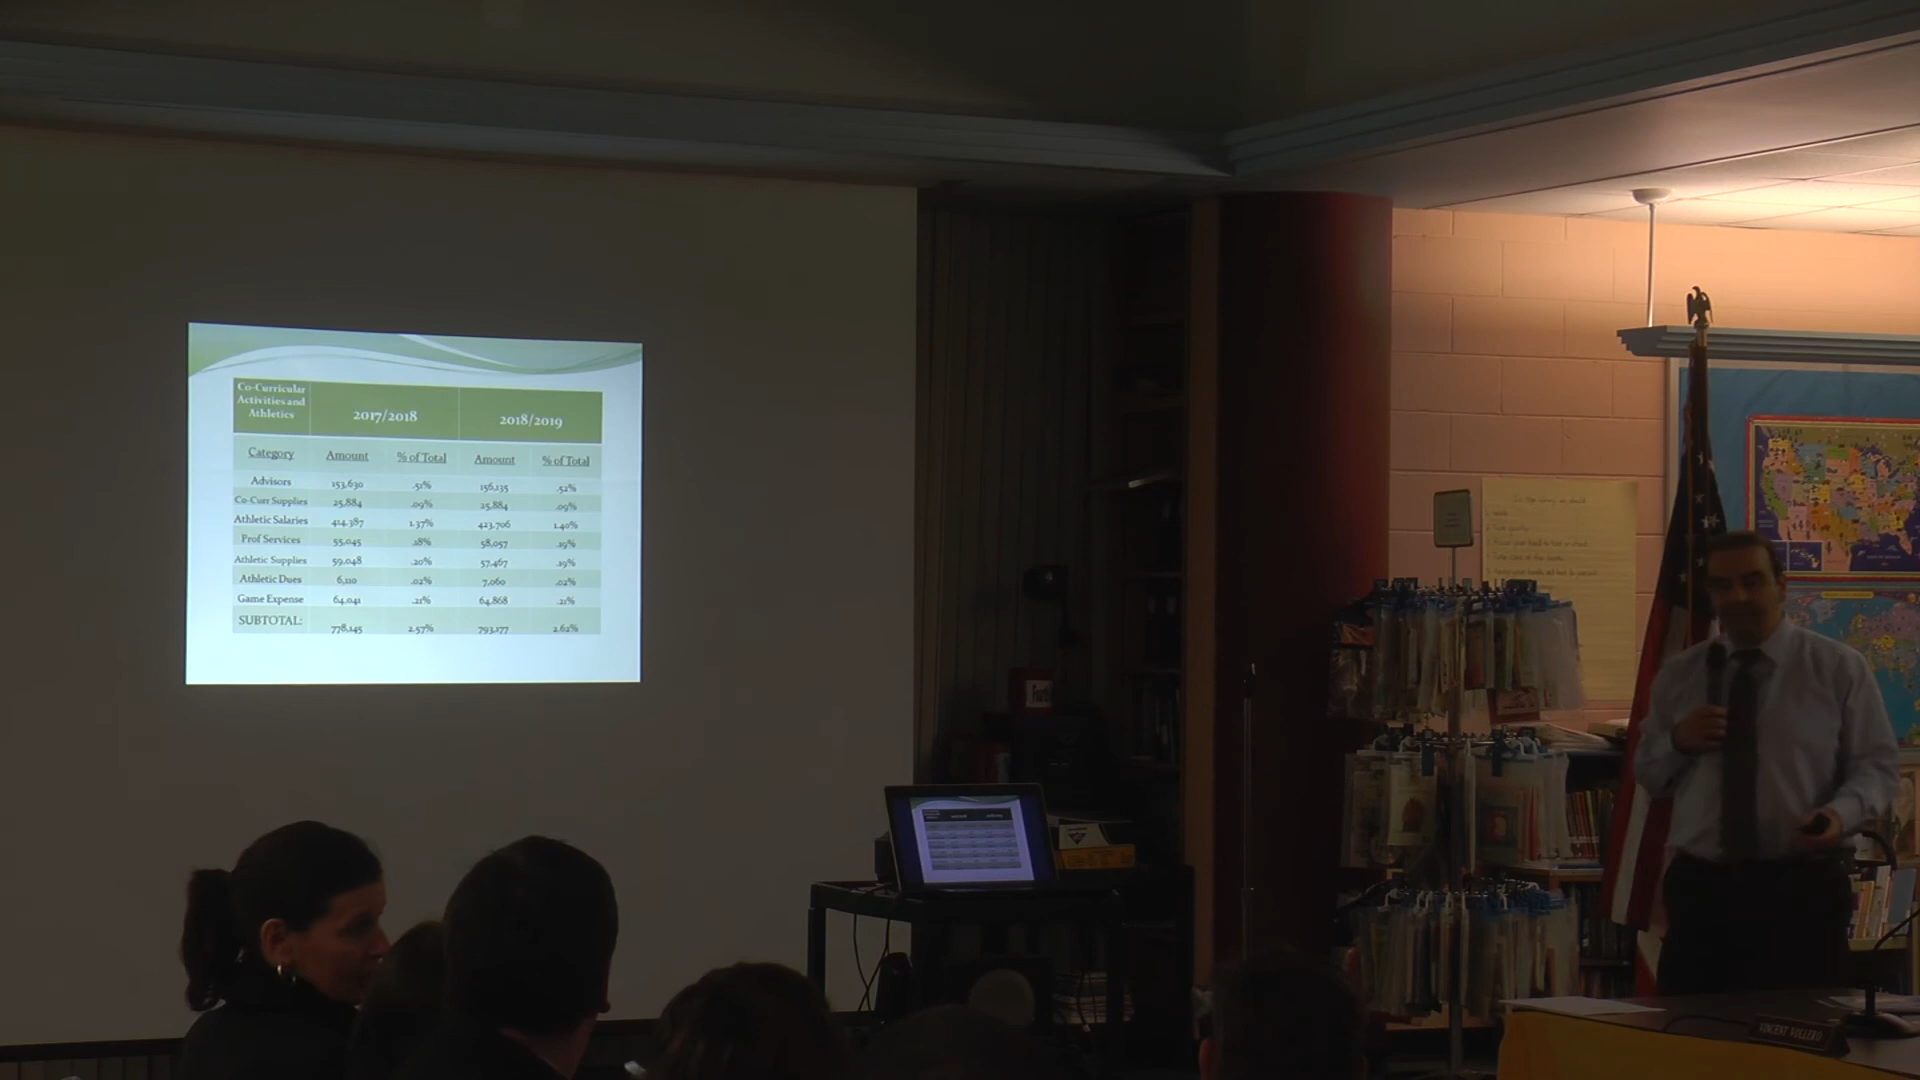 Co-Curricular
Activities and
Athletics
2017/2018
2018/2019
Category Amount % of Total Amount % of Total
Advisors 153,630 .51% 156,135 .52%
Co-Curr Supplies 25,884 .09% 25,884 .09%
Athletic Salaries 414,387 1.37% 423,706 1.40%
Prof Services 55,045 .18% 58,057 .19%
Athletic Supplies 59,048 .20% 57,467 .19%
Athletic Dues 6,110 .02% 7,060 .02%
Game Expense 64,041 .21% 64,868 .21%
SUBTOTAL: 778,145 2.57% 793,177 2.62%
VINCENT VOLLERO